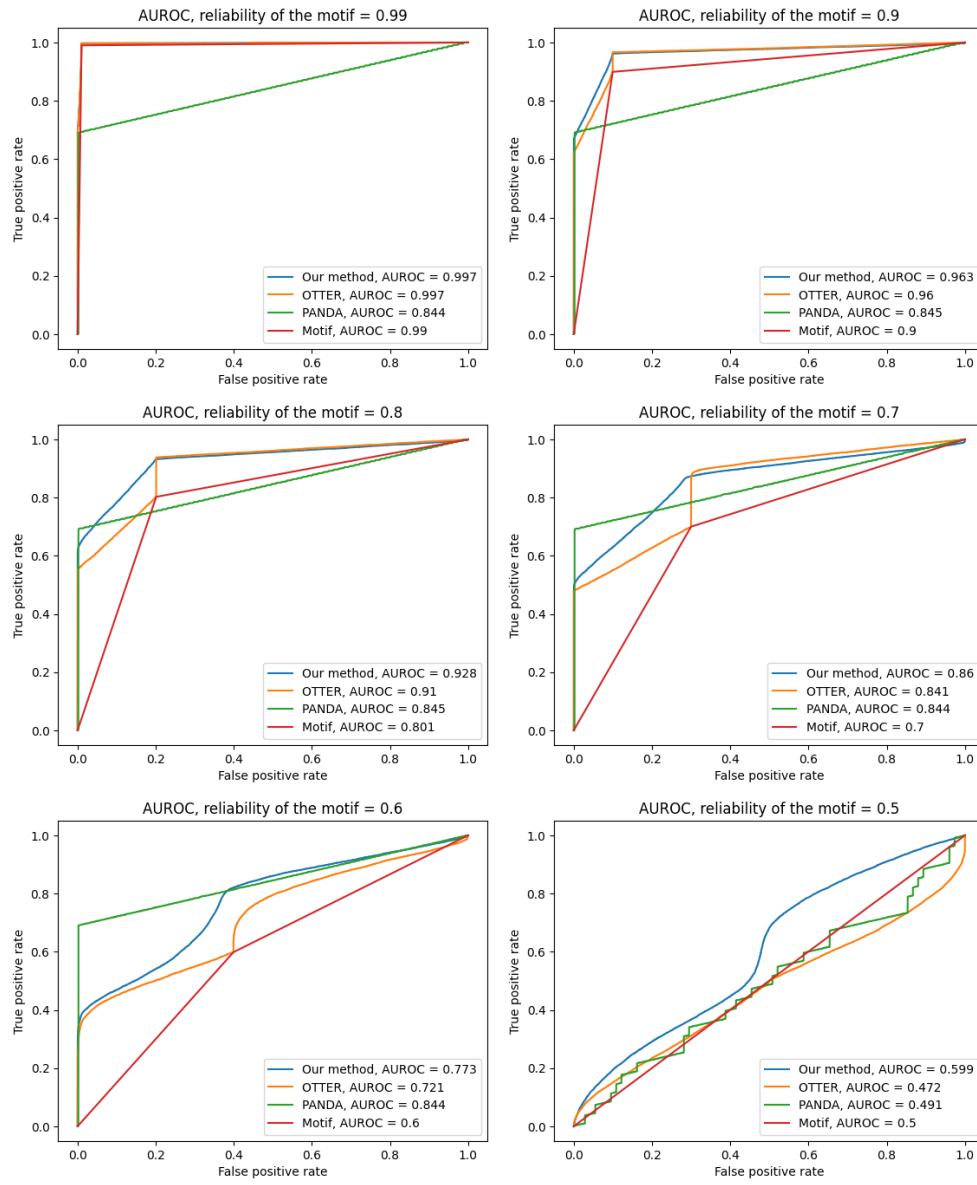 AUROC, reliability of the motif = 0.99
1.0
0.8
0.6
0.4
0.2
0.0
True positive rate
Our method, AUROC = 0.997
OTTER, AUROC = 0.997
PANDA, AUROC = 0.844
Motif, AUROC = 0.99
0.0 0.2 0.4 0.6 0.8 1.0
False positive rate
AUROC, reliability of the motif = 0.9
1.0
0.8
0.6
0.4
0.2
0.0
True positive rate
Our method, AUROC = 0.963
OTTER, AUROC = 0.96
PANDA, AUROC = 0.845
Motif, AUROC = 0.9
0.0 0.2 0.4 0.6 0.8 1.0
False positive rate
AUROC, reliability of the motif = 0.8
1.0
0.8
0.6
0.4
0.2
0.0
True positive rate
Our method, AUROC = 0.928
OTTER, AUROC = 0.91
PANDA, AUROC = 0.845
Motif, AUROC = 0.801
0.0 0.2 0.4 0.6 0.8 1.0
False positive rate
AUROC, reliability of the motif = 0.7
1.0
0.8
0.6
0.4
0.2
0.0
True positive rate
Our method, AUROC = 0.86
OTTER, AUROC = 0.841
PANDA, AUROC = 0.844
Motif, AUROC = 0.7
0.0 0.2 0.4 0.6 0.8 1.0
False positive rate
AUROC, reliability of the motif = 0.6
1.0
0.8
0.6
0.4
0.2
0.0
True positive rate
Our method, AUROC = 0.773
OTTER, AUROC = 0.721
PANDA, AUROC = 0.844
Motif, AUROC = 0.6
0.0 0.2 0.4 0.6 0.8 1.0
False positive rate
AUROC, reliability of the motif = 0.5
1.0
0.8
0.6
0.4
0.2
0.0
True positive rate
Our method, AUROC = 0.599
OTTER, AUROC = 0.472
PANDA, AUROC = 0.491
Motif, AUROC = 0.5
0.0 0.2 0.4 0.6 0.8 1.0
False positive rate